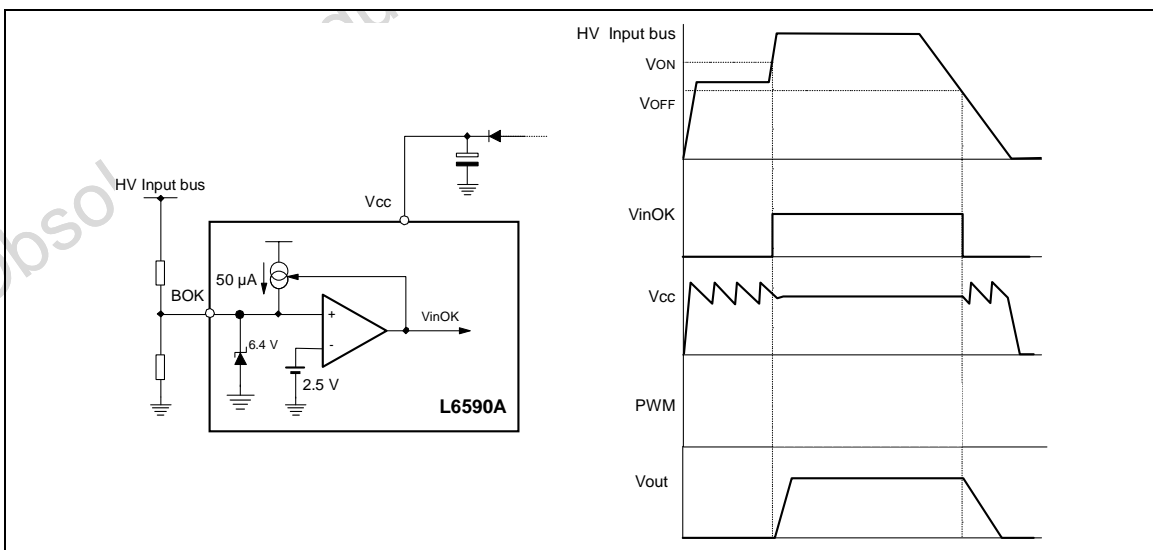 HV Input bus
VON
VOFF
HV Input bus
Vcc
50 µA
BOK
+
-
VinOK
6.4 V
2.5 V
L6590A
VinOK
Vcc
PWM
Vout